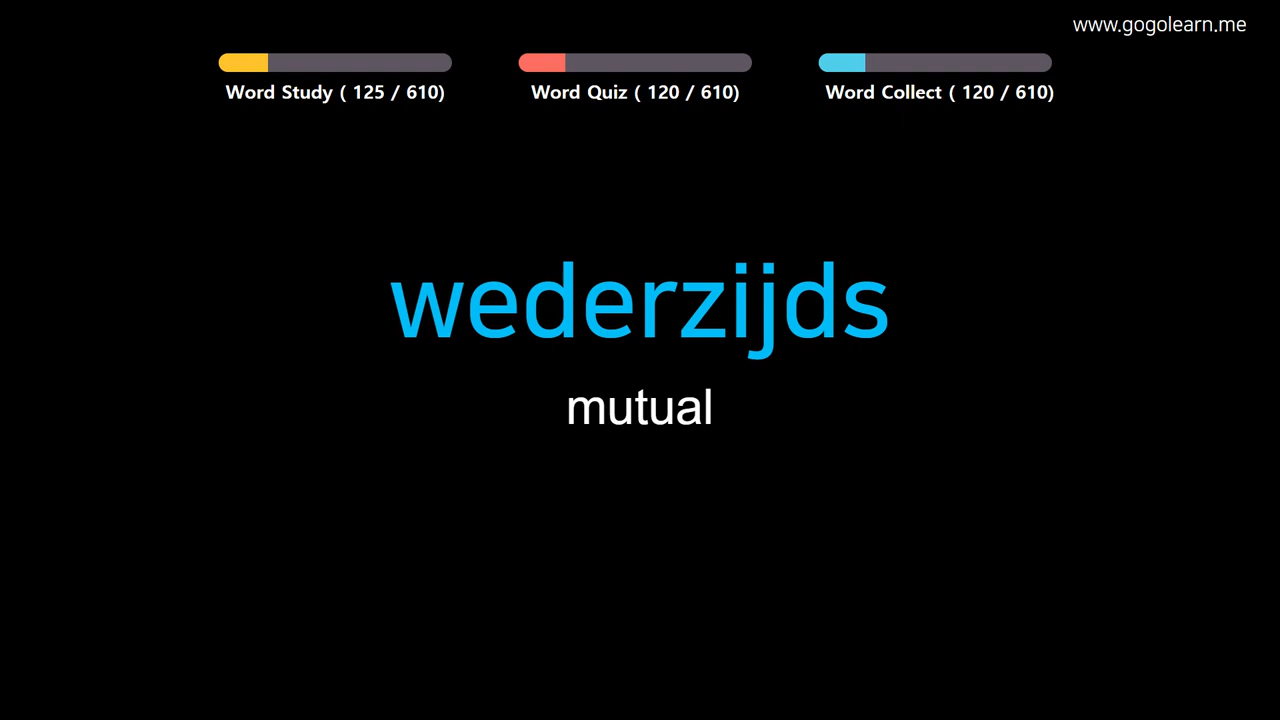 www.gogolearn.me
Word Study ( 125 / 610)
Word Quiz ( 120 / 610)
Word Collect ( 120 / 610)
wederzijds
mutual